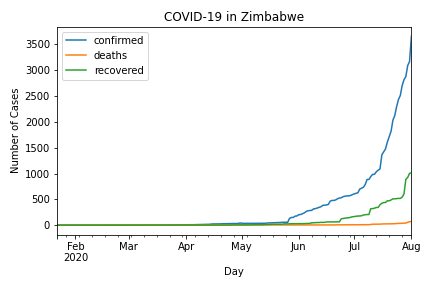 COVID-19 in Zimbabwe
confirmed
deaths
recovered
Number of Cases
3500
3000
2500
2000
1500
1000
500
0
Feb Mar Apr May Jun Jul Aug
2020
Day